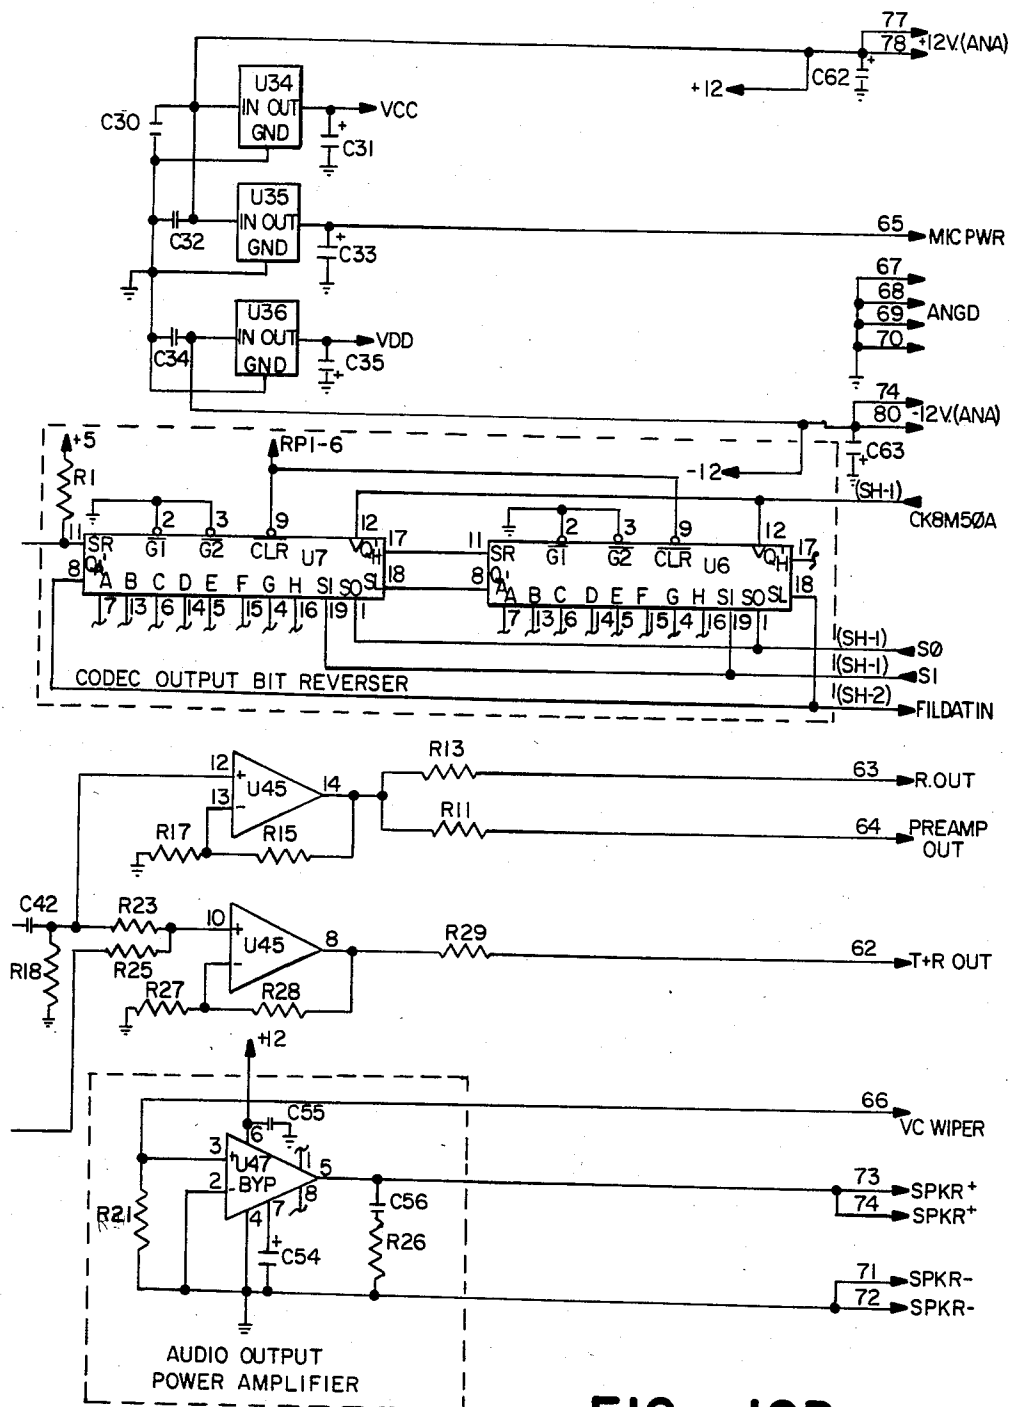 77
78 +12V.(ANA)
C62 +
+12
U34
IN OUT
GND
VCC
C30
+
C31
U35
IN OUT
GND
C32
+
C33
65
MIC PWR
67
68
69
70
ANGD
U36
IN OUT
GND
VDD
C34
C35
+
74
80 -12V.(ANA)
C63
+
-12
+5
R1
RP1-6
(SH-1)
CK8M50A
11 2 3 9 12 17
SR G1 G2 CLR U7 Q'H
8 QA' A B C D E F G H S1 S0 SL 18
7 13 6 14 5 15 4 16 19 1
11 2 3 9 12 17
SR G1 G2 CLR U6 Q'H
8 Q'A A B C D E F G H S1 S0 SL 18
7 13 6 14 5 15 4 16 19 1
(SH-1) SØ
(SH-1) S1
CODEC OUTPUT BIT REVERSER
(SH-2) FILDATIN
12 + U45 14
13 -
R13
63
R.OUT
R17 R15
R11
64
PREAMP
OUT
C42
R23
R25
R18
10 + U45 8
-
R29
62
T+R OUT
R27 R28
+12
C55
66
VC WIPER
6
3 + U47 1 5
2 - BYP 8
4 7
R21
+
C54
C56
R26
73 SPKR+
74 SPKR+
71 SPKR-
72 SPKR-
AUDIO OUTPUT
POWER AMPLIFIER